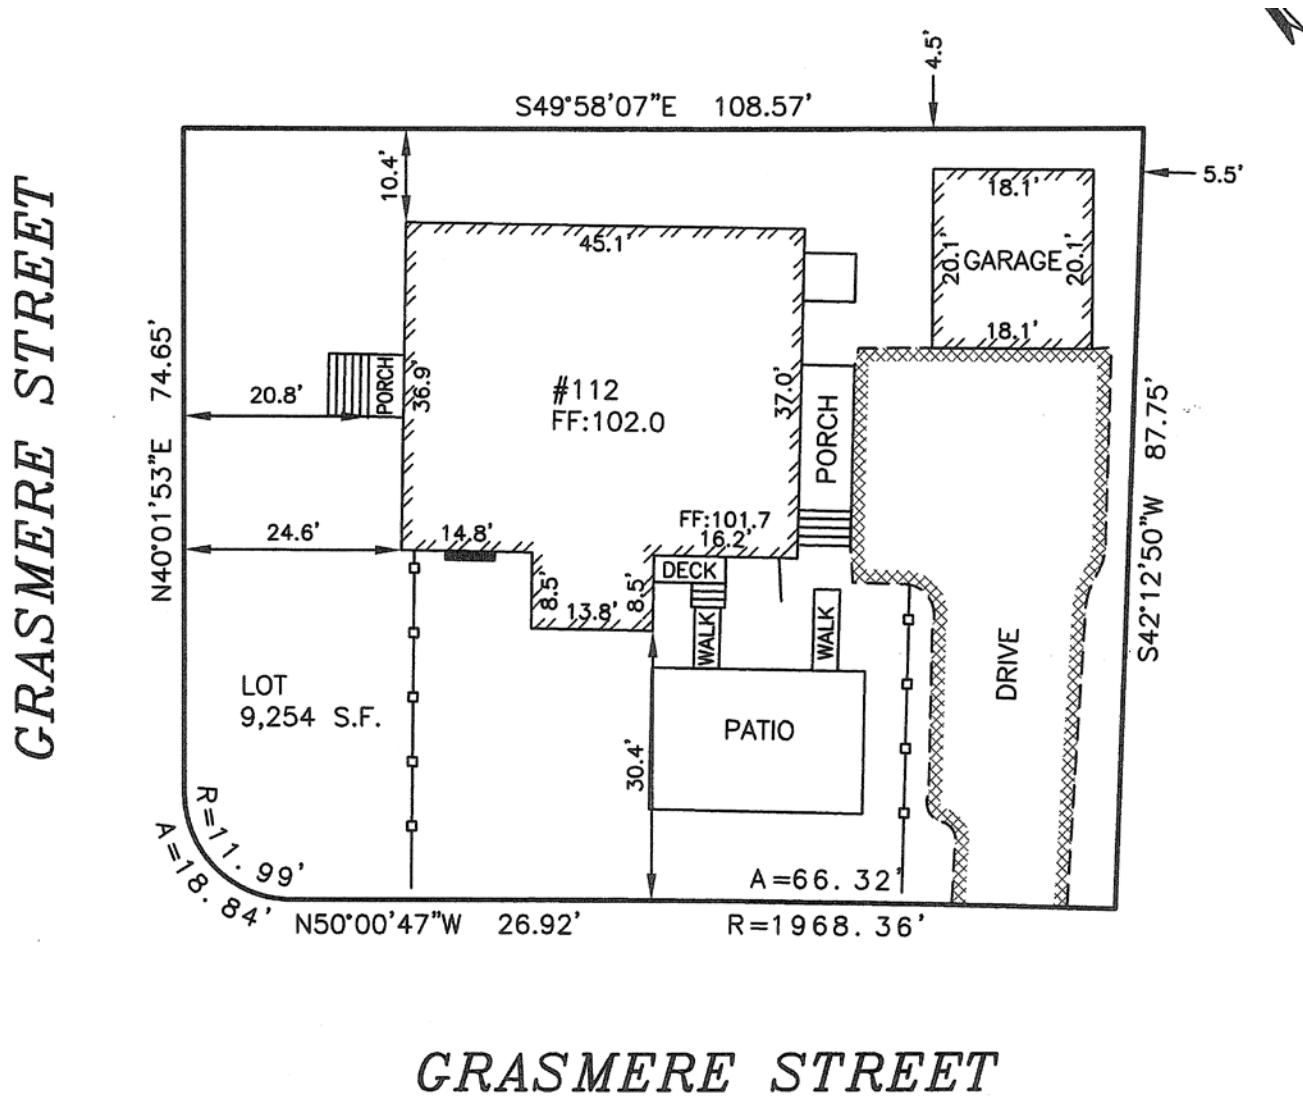 4.5'
S49°58'07"E 108.57'
10.4'
5.5'
18.1'
45.1'
20.1'
GARAGE
20.1'
18.1'
GRASMERE STREET
N40°01'53"E 74.65'
20.8'
PORCH
36.9'
#112
FF:102.0
37.0'
PORCH
S42°12'50"W 87.75'
24.6'
14.8'
FF:101.7
16.2'
DECK
8.5'
13.8'
8.5'
WALK
WALK
DRIVE
LOT
9,254 S.F.
PATIO
30.4'
R=11.99'
A=18.84'
A=66.32'
N50°00'47"W 26.92'
R=1968.36'
GRASMERE STREET